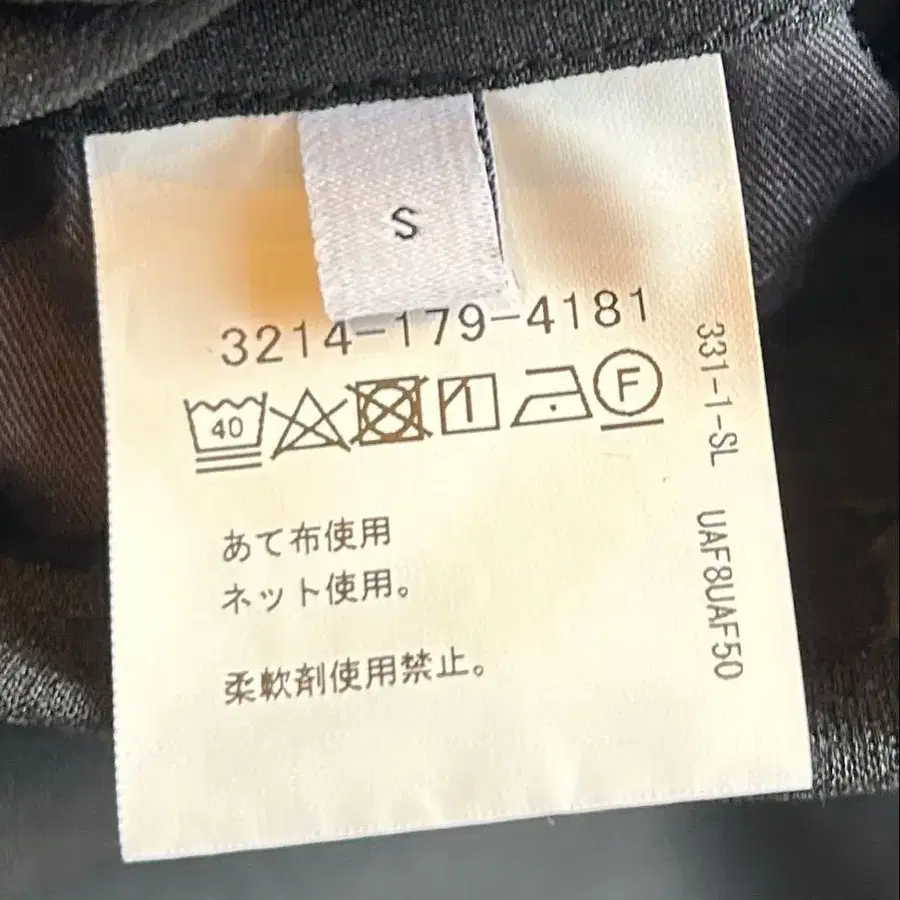 S
3214-179-4181
40
F
あて布使用
ネット使用。
柔軟剤使用禁止。
331-1-SL UAF8UAF50